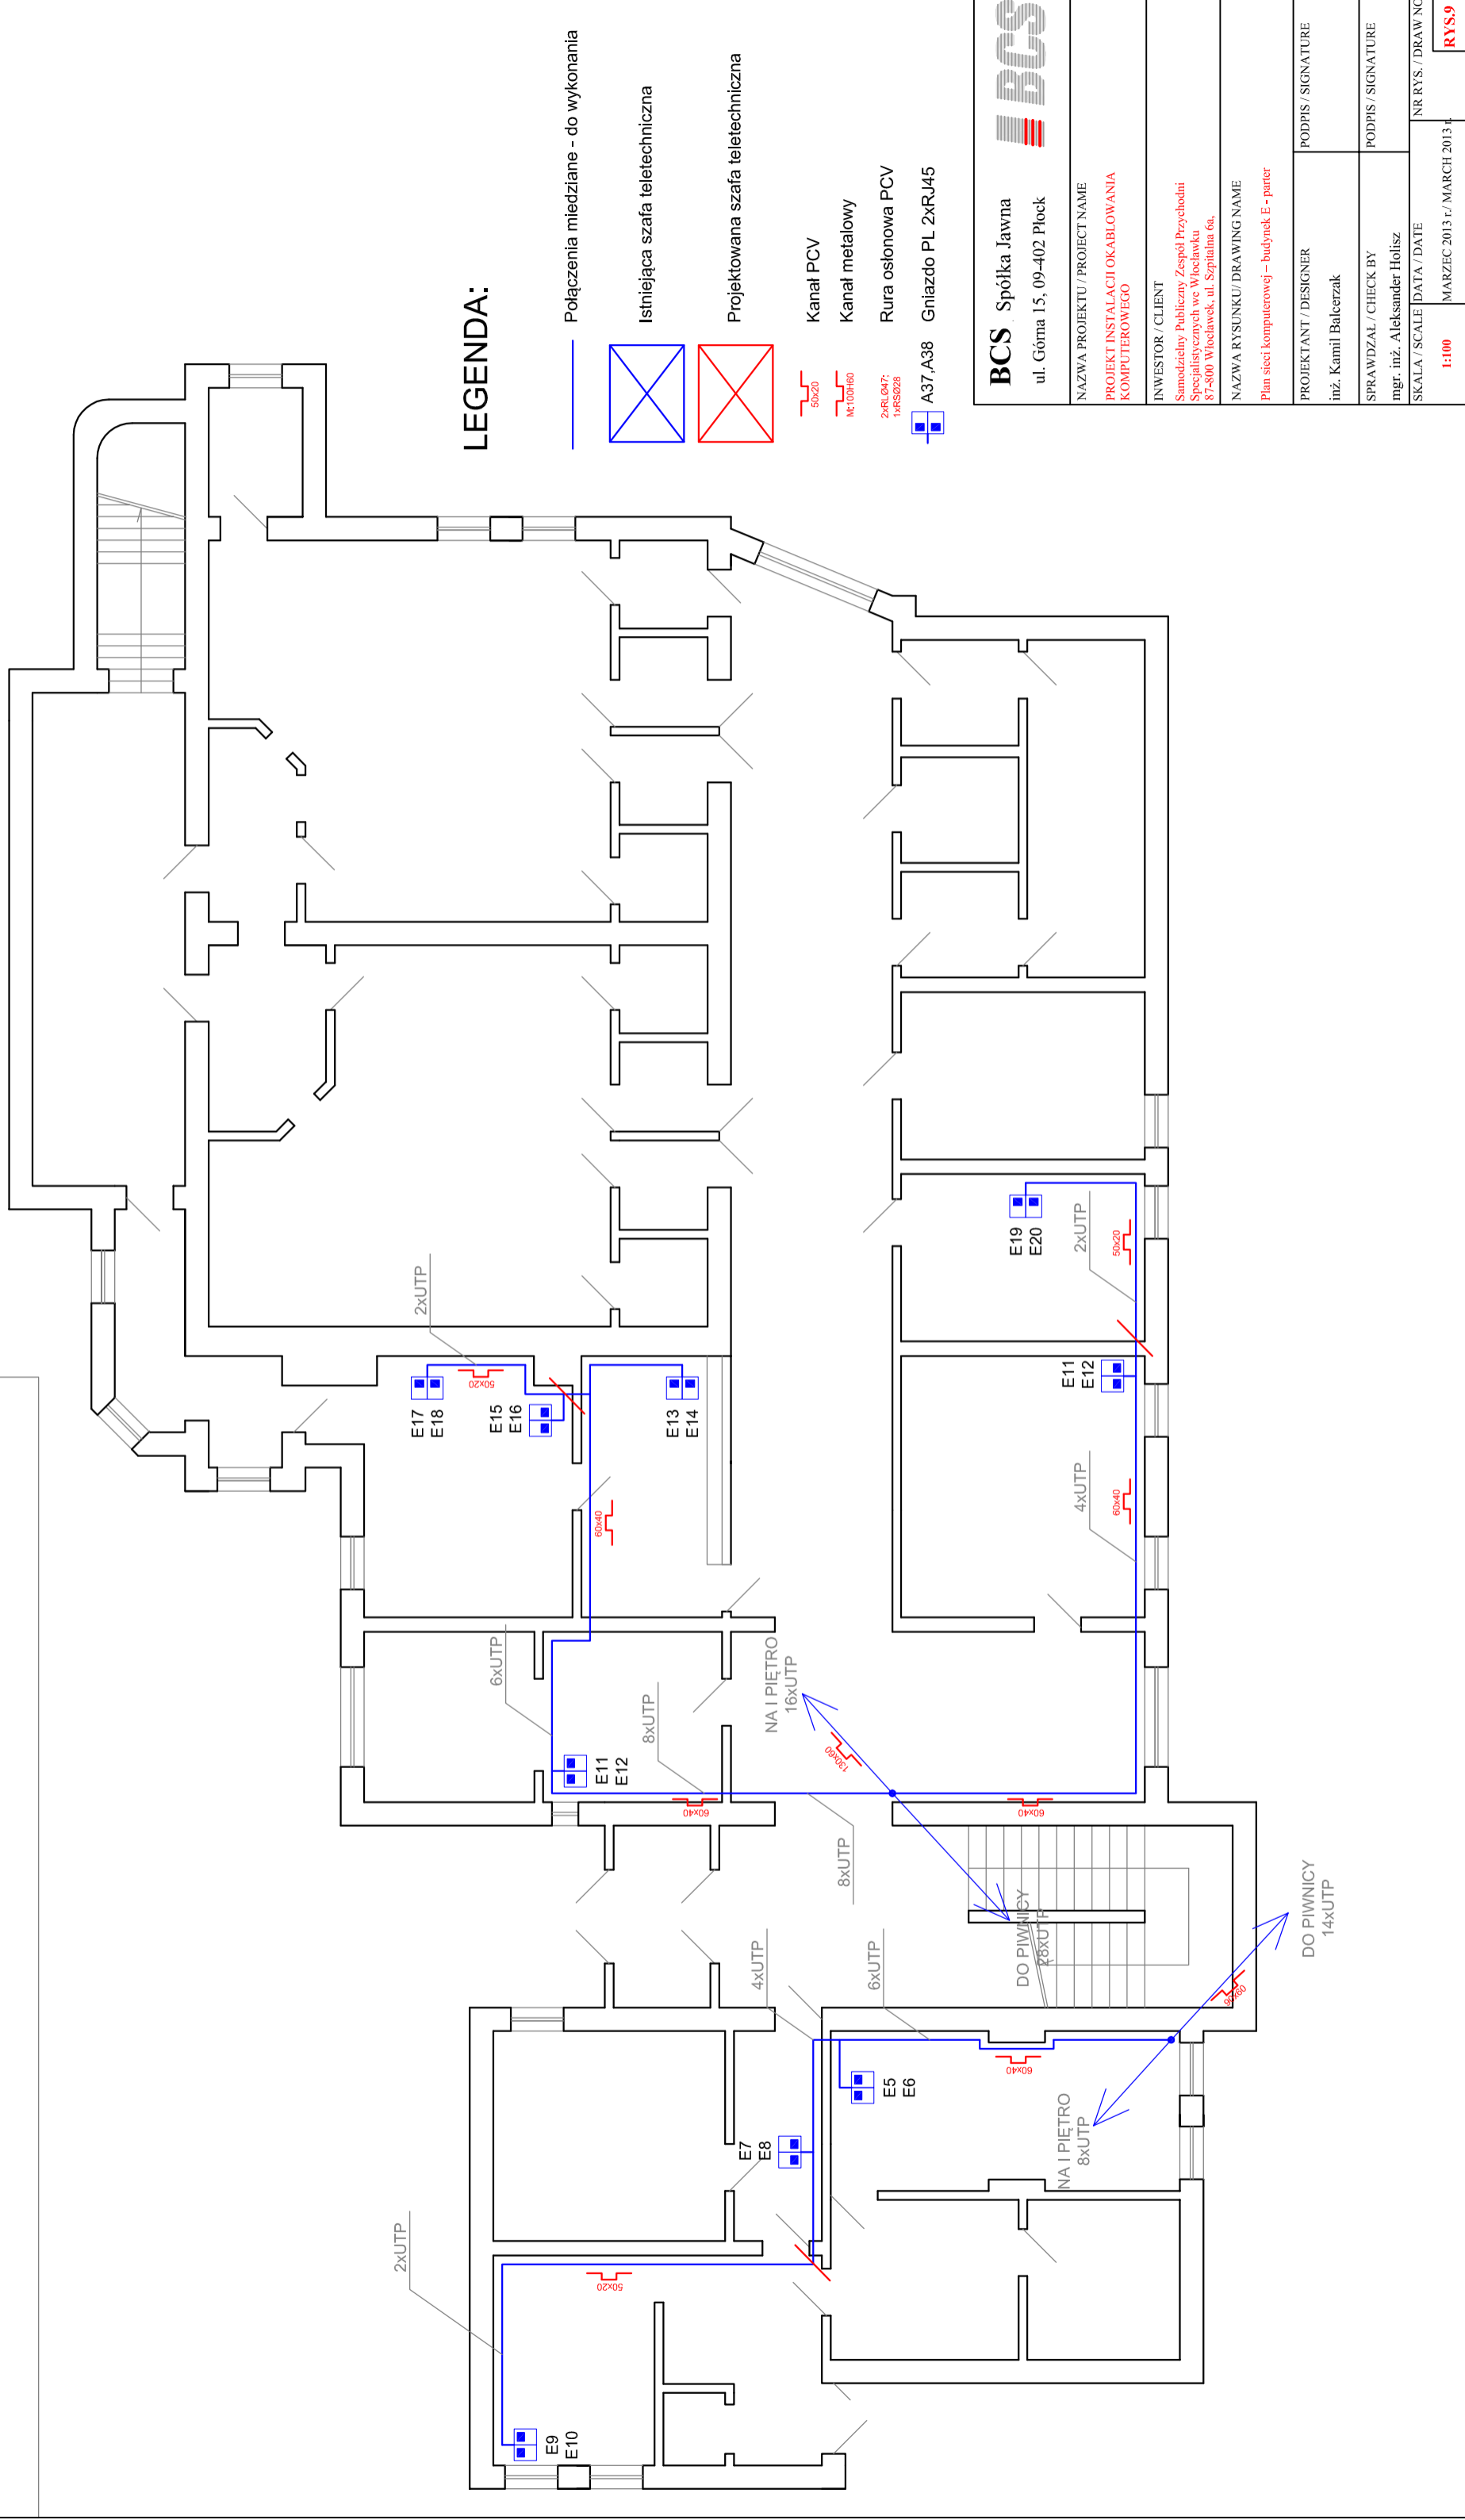 LEGENDA:
Połączenia miedziane - do wykonania
Istniejąca szafa teletechniczna
Projektowana szafa teletechniczna
50x20
Kanał PCV
M;100H60
Kanał metalowy
2xRLØ47;
1xRSØ28
Rura osłonowa PCV
A37,A38
Gniazdo PL 2xRJ45
BCS Spółka Jawna
ul. Górna 15, 09-402 Płock
BCS
NAZWA PROJEKTU / PROJECT NAME
PROJEKT INSTALACJI OKABLOWANIA
KOMPUTEROWEGO
INWESTOR / CLIENT
Samodzielny Publiczny Zespół Przychodni
Specjalistycznych we Włocławku
87-800 Włocławek, ul. Szpitalna 6a,
NAZWA RYSUNKU/ DRAWING NAME
Plan sieci komputerowej – budynek E - parter
PROJEKTANT / DESIGNER
PODPIS / SIGNATURE
inż. Kamil Balcerzak
SPRAWDZAŁ / CHECK BY
PODPIS / SIGNATURE
mgr. inż. Aleksander Holisz
SKALA / SCALE
DATA / DATE
NR RYS. / DRAW NO
1:100
MARZEC 2013 r./ MARCH 2013 r.
RYS.9
2xUTP
E17
E18
50x20
E15
E16
E13
E14
60x40
6xUTP
8xUTP
E11
E12
60x40
NA I PIĘTRO
16xUTP
130x60
8xUTP
60x40
E19
E20
2xUTP
50x20
E11
E12
4xUTP
60x40
DO PIWNICY
28xUTP
DO PIWNICY
14xUTP
90x60
4xUTP
6xUTP
E5
E6
60x40
E7
E8
NA I PIĘTRO
8xUTP
2xUTP
50x20
E9
E10